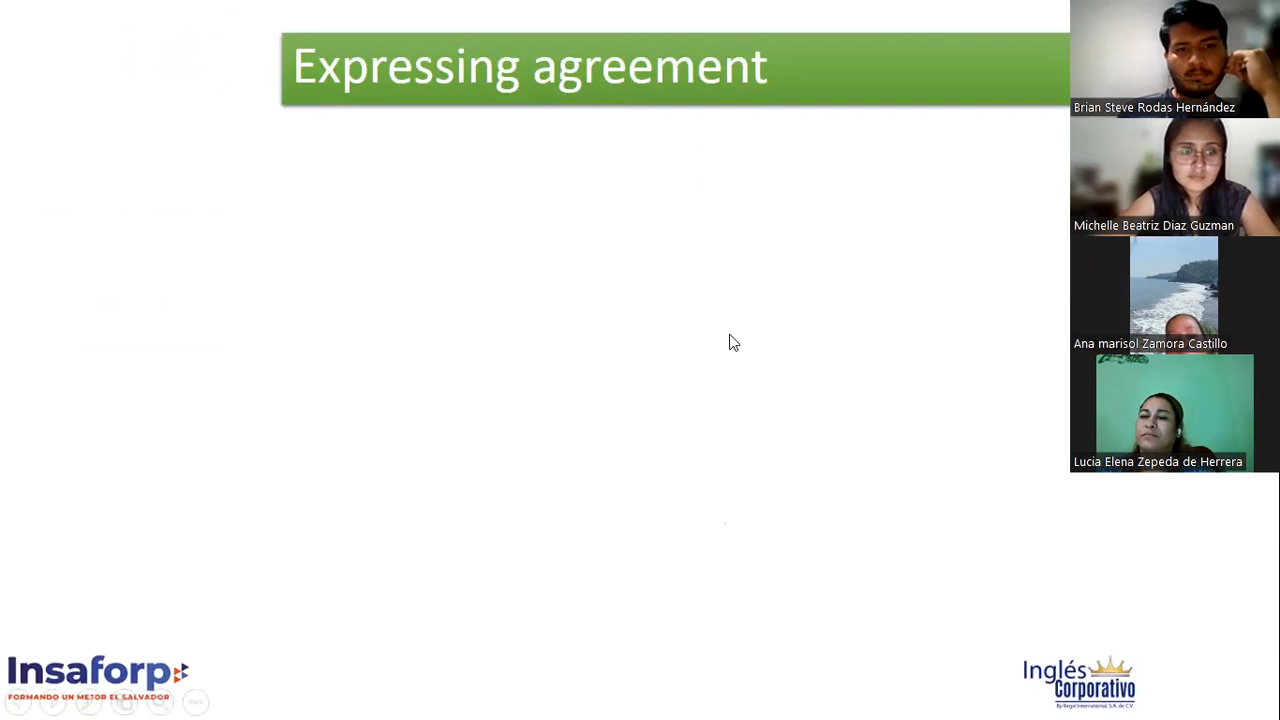 Expressing agreement
Brian Steve Rodas Hernández
Michelle Beatriz Diaz Guzman
Ana marisol Zamora Castillo
Lucia Elena Zepeda de Herrera
Insaforp
FORMANDO UN MEJOR EL SALVADOR
Inglés
Corporativo
By Regal International, S.A. de C.V.